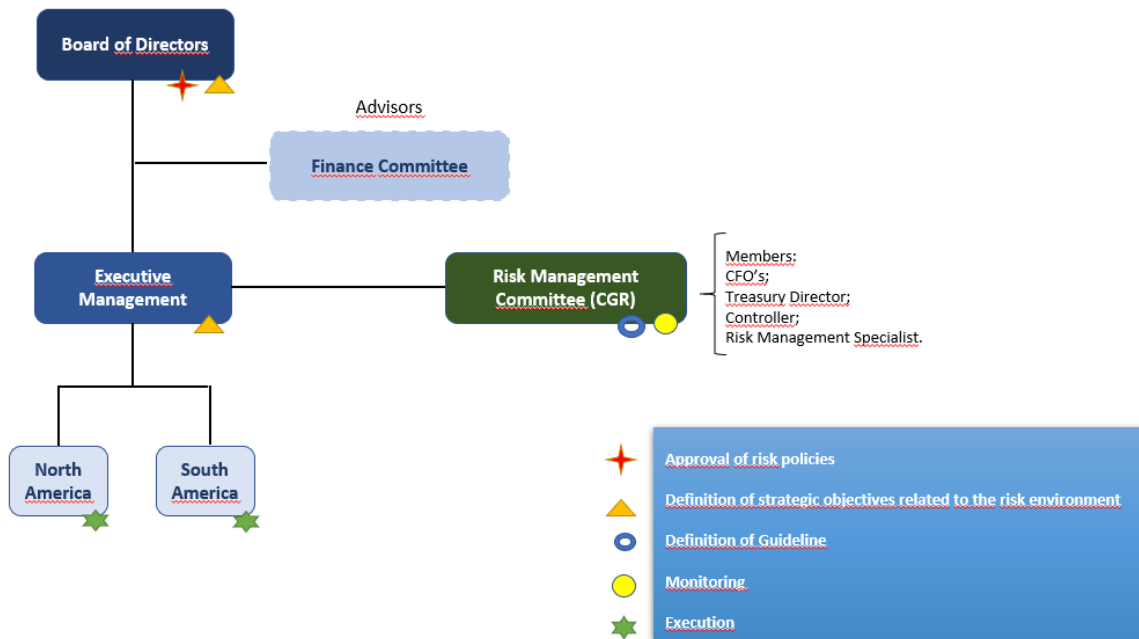 Board of Directors
Advisors
Finance Committee
Executive
Management
Risk Management
Committee (CGR)
Members:
CFO's;
Treasury Director;
Controller;
Risk Management Specialist.
North
America
South
America
Approval of risk policies
Definition of strategic objectives related to the risk environment
Definition of Guideline
Monitoring
Execution